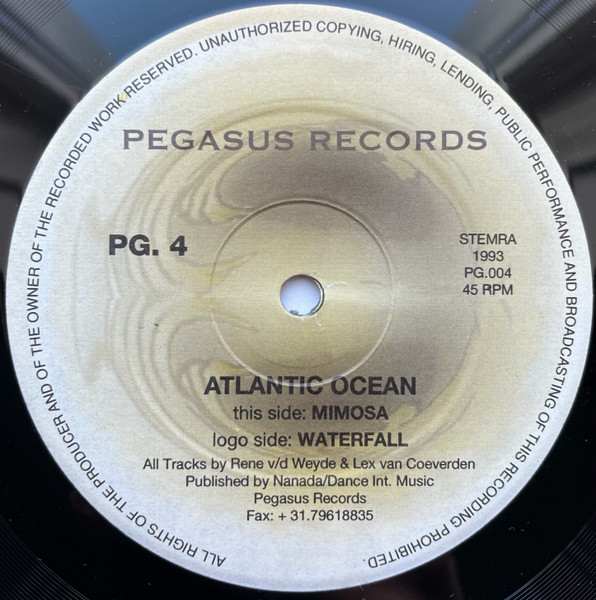 ALL RIGHTS OF THE PRODUCER AND OF THE OWNER OF THE RECORDED WORK RESERVED. UNAUTHORIZED COPYING, HIRING, LENDING, PUBLIC PERFORMANCE AND BROADCASTING OF THIS RECORDING PROHIBITED.
PEGASUS RECORDS
PG. 4
STEMRA
1993
PG.004
45 RPM
ATLANTIC OCEAN
this side: MIMOSA
logo side: WATERFALL
All Tracks by Rene v/d Weyde & Lex van Coeverden
Published by Nanada/Dance Int. Music
Pegasus Records
Fax: + 31.79618835